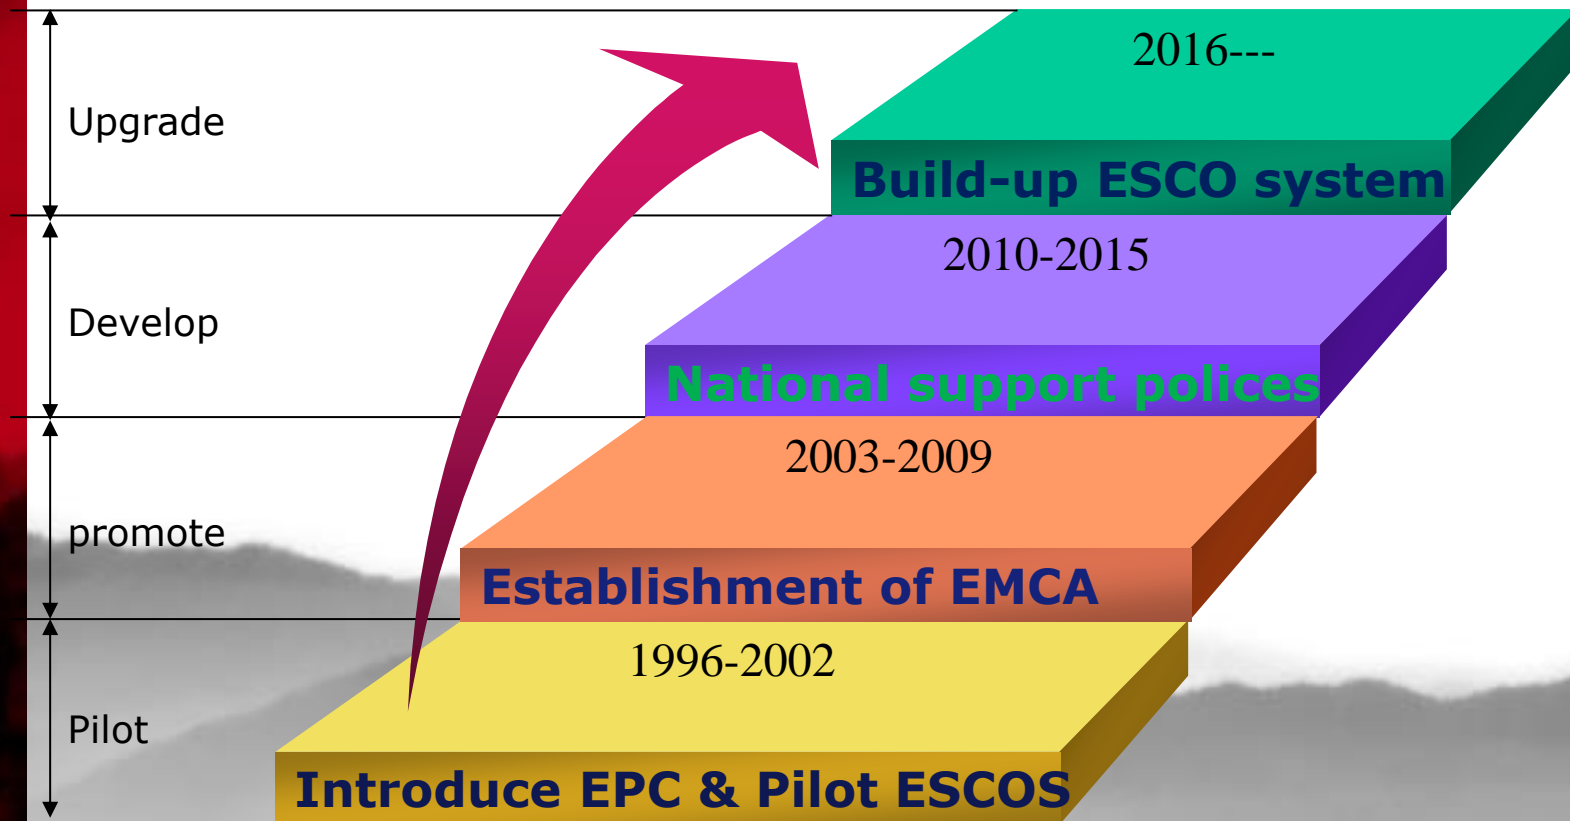 2016---
Upgrade
Build-up ESCO system
2010-2015
Develop
National support polices
2003-2009
promote
Establishment of EMCA
1996-2002
Pilot
Introduce EPC & Pilot ESCOS